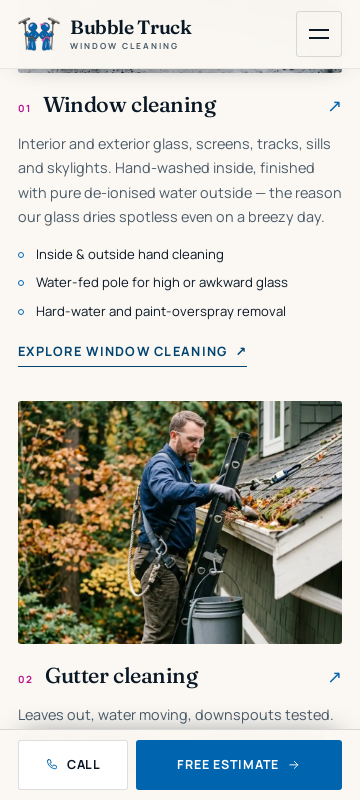 Bubble Truck
WINDOW CLEANING
01 Window cleaning ↗
Interior and exterior glass, screens, tracks, sills
and skylights. Hand-washed inside, finished
with pure de-ionised water outside — the reason
our glass dries spotless even on a breezy day.
Inside & outside hand cleaning
Water-fed pole for high or awkward glass
Hard-water and paint-overspray removal
EXPLORE WINDOW CLEANING ↗
02 Gutter cleaning ↗
Leaves out, water moving, downspouts tested.
CALL
FREE ESTIMATE →